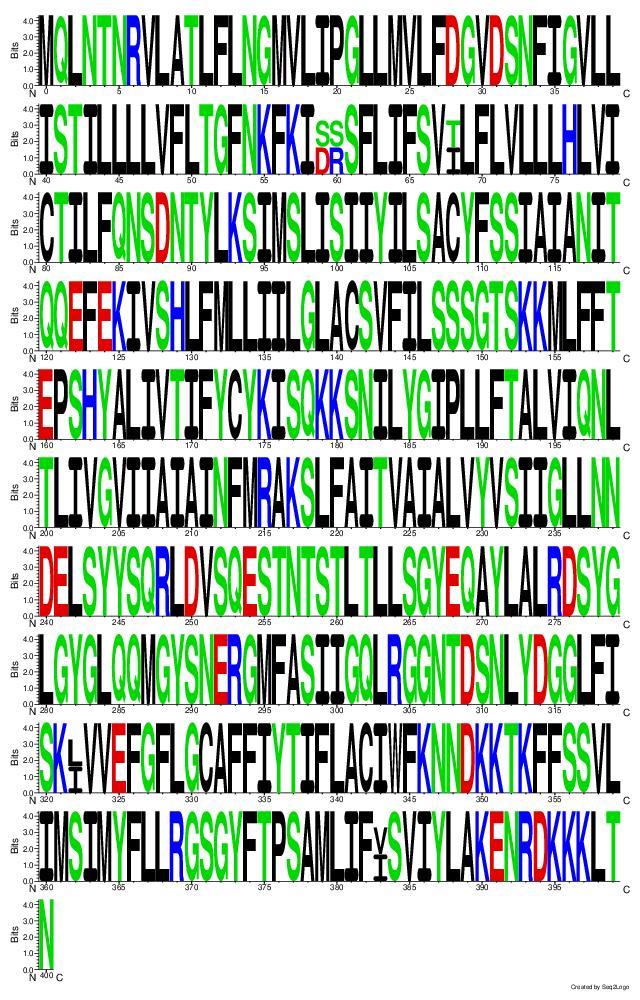 4.0
3.0
2.0
1.0
0.0
Bits
MQLNTNRVLATLFLNGMVLIPGLLMVLFDGVDSNFIGVLL
N 0 5 10 15 20 25 30 35 C
4.0
3.0
2.0
1.0
0.0
Bits
SST
ISTILLLLVFLTGFNKFKIDRSFLIFSVILFLVLLLHLVI
N 40 45 50 55 60 65 70 75 C
4.0
3.0
2.0
1.0
0.0
Bits
CTILFQNSDNTYLKSIMSLISIIYILSACYFSSIAIANIT
N 80 85 90 95 100 105 110 115 C
4.0
3.0
2.0
1.0
0.0
Bits
QQEFEKIVSHLFMLLIILGLACSVFILSSSGTSKKMLFFT
N 120 125 130 135 140 145 150 155 C
4.0
3.0
2.0
1.0
0.0
Bits
EPSHYALIVTIFYCYKISQKKSNILYGIPLLFTALVIQNL
N 160 165 170 175 180 185 190 195 C
4.0
3.0
2.0
1.0
0.0
Bits
TLIVGVIIAIAINFMRAKSLFAITVAIALVYVSIIGLLNN
N 200 205 210 215 220 225 230 235 C
4.0
3.0
2.0
1.0
0.0
Bits
DELSYYSQRLDVSQESTNTSTLTLLSGYEQAYLALRDSYG
N 240 245 250 255 260 265 270 275 C
4.0
3.0
2.0
1.0
0.0
Bits
LGYGLQQMGYSNERGMFASIIGQLRGGNTDSNLYDGGLFI
N 280 285 290 295 300 305 310 315 C
4.0
3.0
2.0
1.0
0.0
Bits
L
SKIVVEFGFLGCAFFIYTIFLACIWFKNNDKKTKFFSSVL
N 320 325 330 335 340 345 350 355 C
4.0
3.0
2.0
1.0
0.0
Bits
V
IMSIMYFLLRGSGYFTPSAMLIFISVIYLAKENRDKKKLT
N 360 365 370 375 380 385 390 395 C
4.0
3.0
2.0
1.0
0.0
Bits
N
N 400 C
Created by Seq2Logo